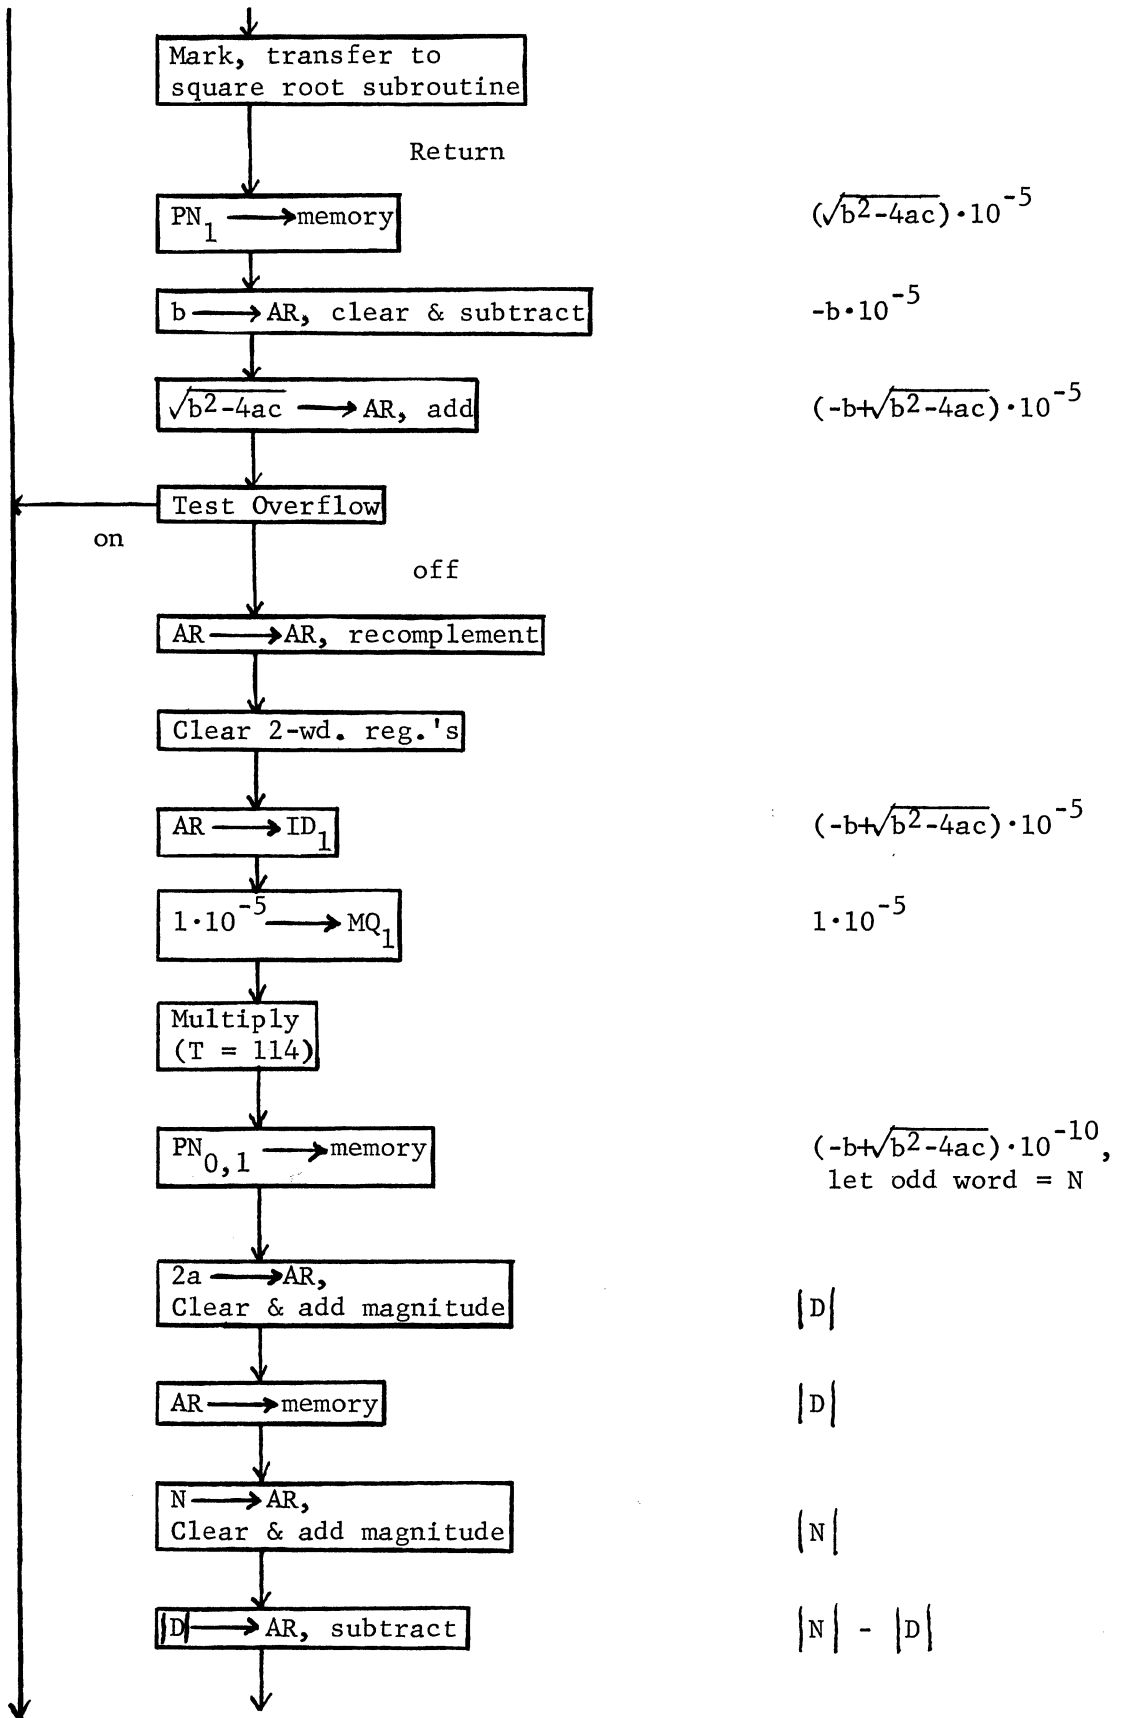 Mark, transfer to
square root subroutine
Return
PN₁ ⟶ memory (√b²-4ac)·10⁻⁵
b ⟶ AR, clear & subtract -b·10⁻⁵
√b²-4ac ⟶ AR, add (-b+√b²-4ac)·10⁻⁵
Test Overflow
on
off
AR ⟶ AR, recomplement
Clear 2-wd. reg.'s
AR ⟶ ID₁ (-b+√b²-4ac)·10⁻⁵
1·10⁻⁵ ⟶ MQ₁ 1·10⁻⁵
Multiply
(T = 114)
PN₀,₁ ⟶ memory (-b+√b²-4ac)·10⁻¹⁰,
let odd word = N
2a ⟶ AR,
Clear & add magnitude |D|
AR ⟶ memory |D|
N ⟶ AR,
Clear & add magnitude |N|
|D| ⟶ AR, subtract |N| - |D|